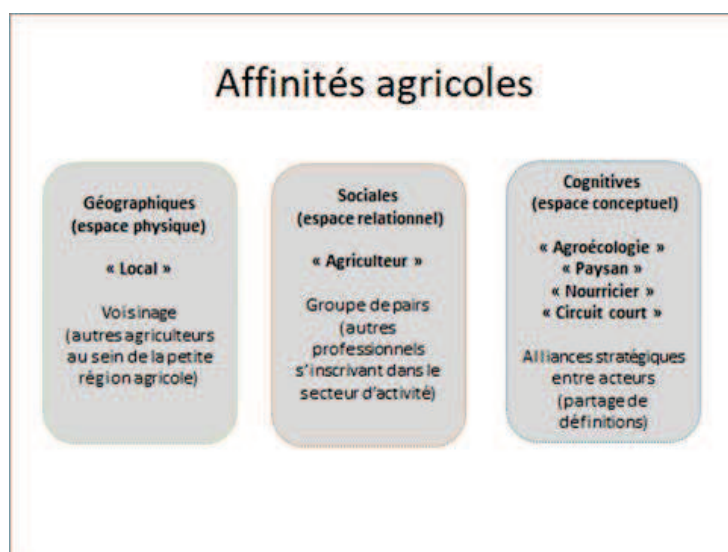 Affinités agricoles
Géographiques
(espace physique)
« Local »
Voisinage
(autres agriculteurs
au sein de la petite
région agricole)
Sociales
(espace relationnel)
« Agriculteur »
Groupe de pairs
(autres
professionnels
s'inscrivant dans le
secteur d'activité)
Cognitives
(espace conceptuel)
« Agroécologie »
« Paysan »
« Nourricier »
« Circuit court »
Alliances stratégiques
entre acteurs
(partage de
définitions)